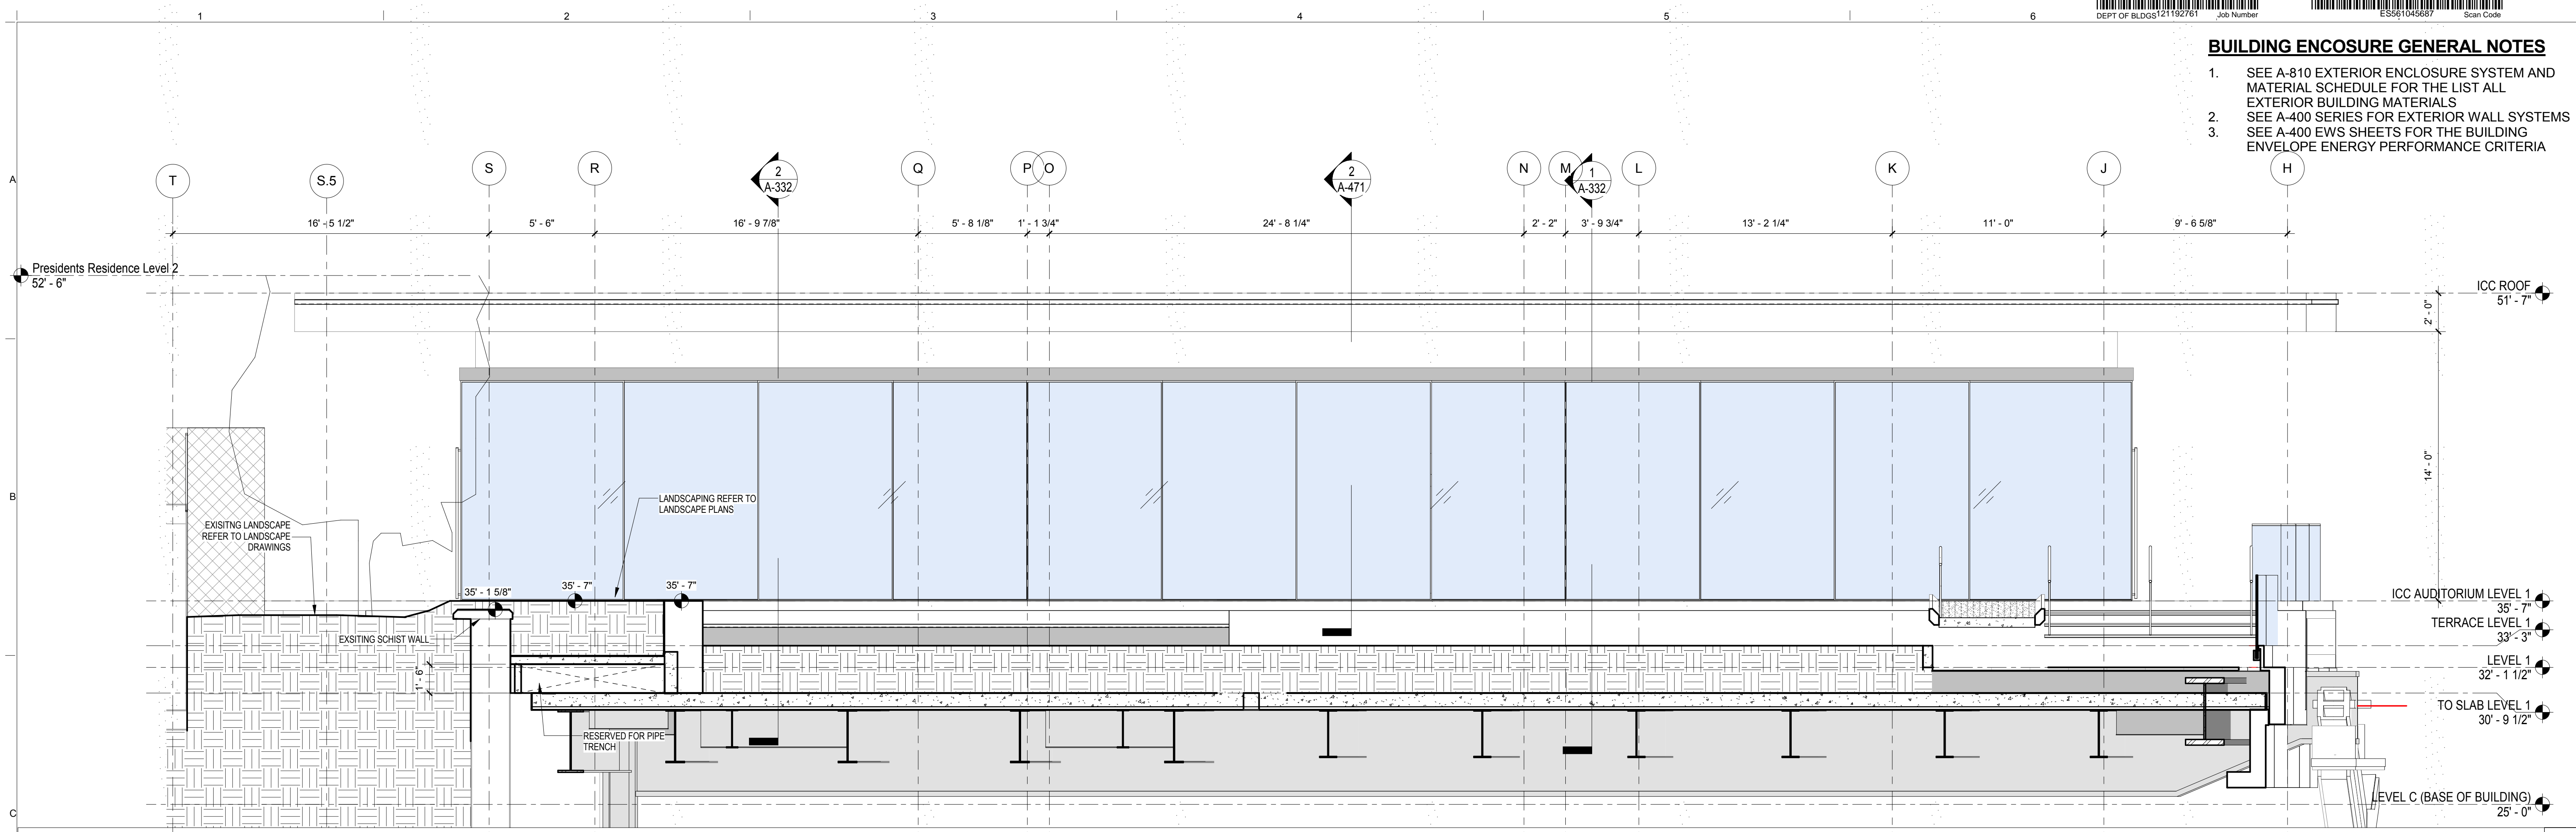 1 2 3 4 5 6
DEPT OF BLDGS 121192761 Job Number
ES561045687 Scan Code
BUILDING ENCOSURE GENERAL NOTES
1. SEE A-810 EXTERIOR ENCLOSURE SYSTEM AND
MATERIAL SCHEDULE FOR THE LIST ALL
EXTERIOR BUILDING MATERIALS
2. SEE A-400 SERIES FOR EXTERIOR WALL SYSTEMS
3. SEE A-400 EWS SHEETS FOR THE BUILDING
ENVELOPE ENERGY PERFORMANCE CRITERIA
A
T S.5 S R 2 Q P O 2 N M 1 L K J H
A-332 A-471 A-332
16' - 5 1/2" 5' - 6" 16' - 9 7/8" 5' - 8 1/8" 1' - 1 3/4" 24' - 8 1/4" 2' - 2" 3' - 9 3/4" 13' - 2 1/4" 11' - 0" 9' - 6 5/8"
Presidents Residence Level 2
52' - 6"
ICC ROOF
51' - 7"
2' - 0"
14' - 0"
B
LANDSCAPING REFER TO
LANDSCAPE PLANS
EXISITNG LANDSCAPE
REFER TO LANDSCAPE
DRAWINGS
35' - 1 5/8"
35' - 7"
35' - 7"
ICC AUDITORIUM LEVEL 1
35' - 7"
TERRACE LEVEL 1
33' - 3"
EXSITING SCHIST WALL
LEVEL 1
32' - 1 1/2"
1' - 6"
TO SLAB LEVEL 1
30' - 9 1/2"
RESERVED FOR PIPE
TRENCH
LEVEL C (BASE OF BUILDING)
25' - 0"
C